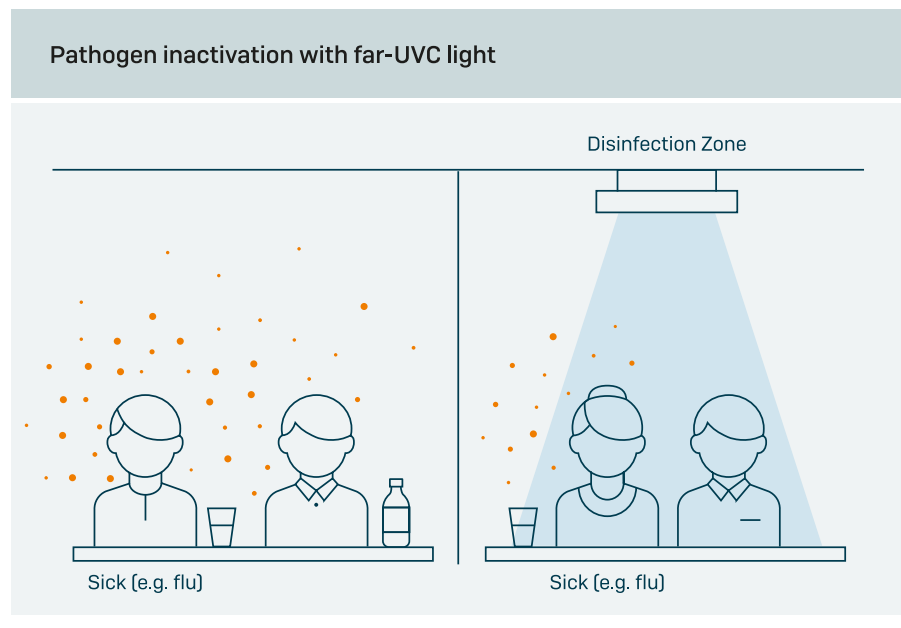 Pathogen inactivation with far-UVC light
Disinfection Zone
Sick (e.g. flu)
Sick (e.g. flu)